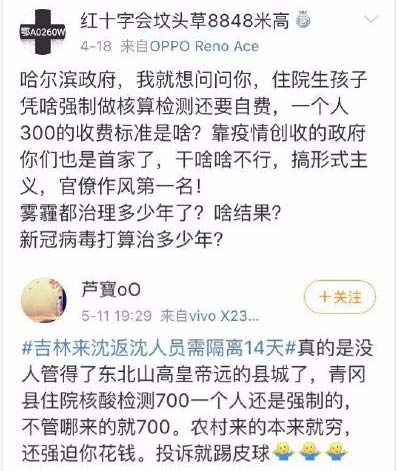 鄂A0260W
红十字会坟头草8848米高
4-18 来自OPPO Reno Ace
哈尔滨政府，我就想问问你，住院生孩子
凭啥强制做核算检测还要自费，一个人
300的收费标准是啥？靠疫情创收的政府
你们也是首家了，干啥啥不行，搞形式主
义，官僚作风第一名！
雾霾都治理多少年了？啥结果？
新冠病毒打算治多少年？
芦寶oO
+关注
5-11 19:29 来自vivo X23...
#吉林来沈返沈人员需隔离14天#真的是没
人管得了东北山高皇帝远的县城了，青冈
县住院核酸检测700一个人还是强制的，
不管哪来的就700。农村来的本来就穷，
还强迫你花钱。投诉就踢皮球🤷🤷🤷